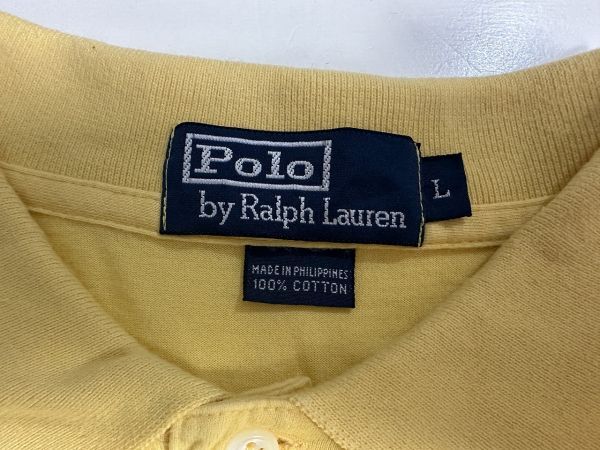 Polo
by Ralph Lauren
L
MADE IN PHILIPPINES
100% COTTON